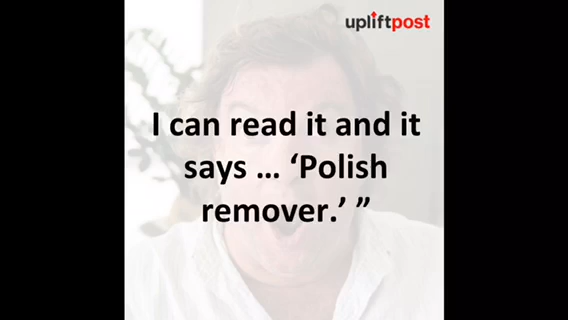 upliftpost
I can read it and it
says … ‘Polish
remover.’ ”